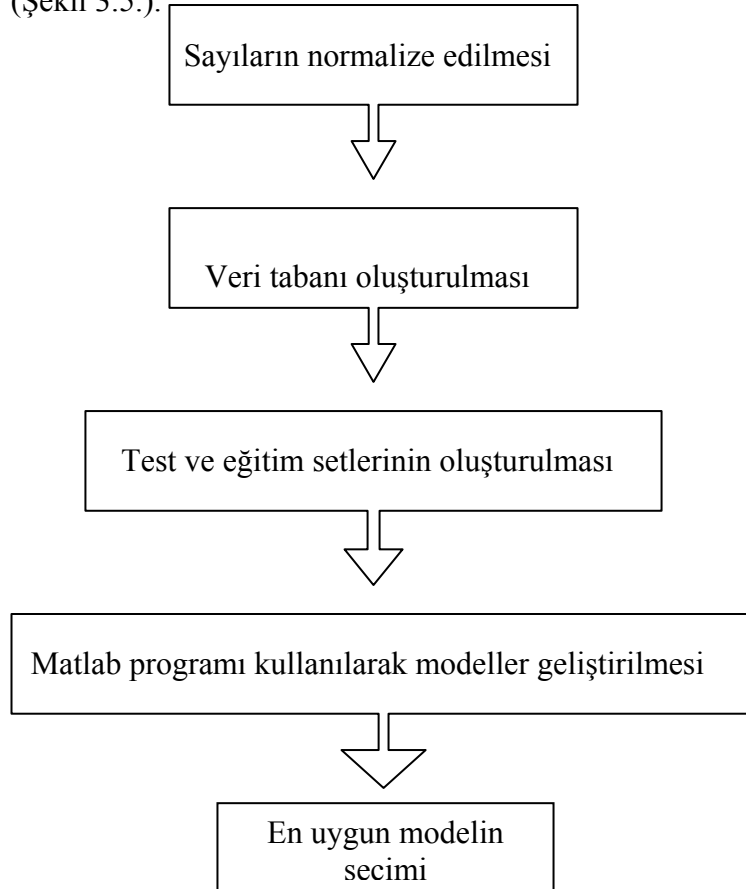 (Şekil 3.5.).
Sayıların normalize edilmesi
Veri tabanı oluşturulması
Test ve eğitim setlerinin oluşturulması
Matlab programı kullanılarak modeller geliştirilmesi
En uygun modelin
secimi